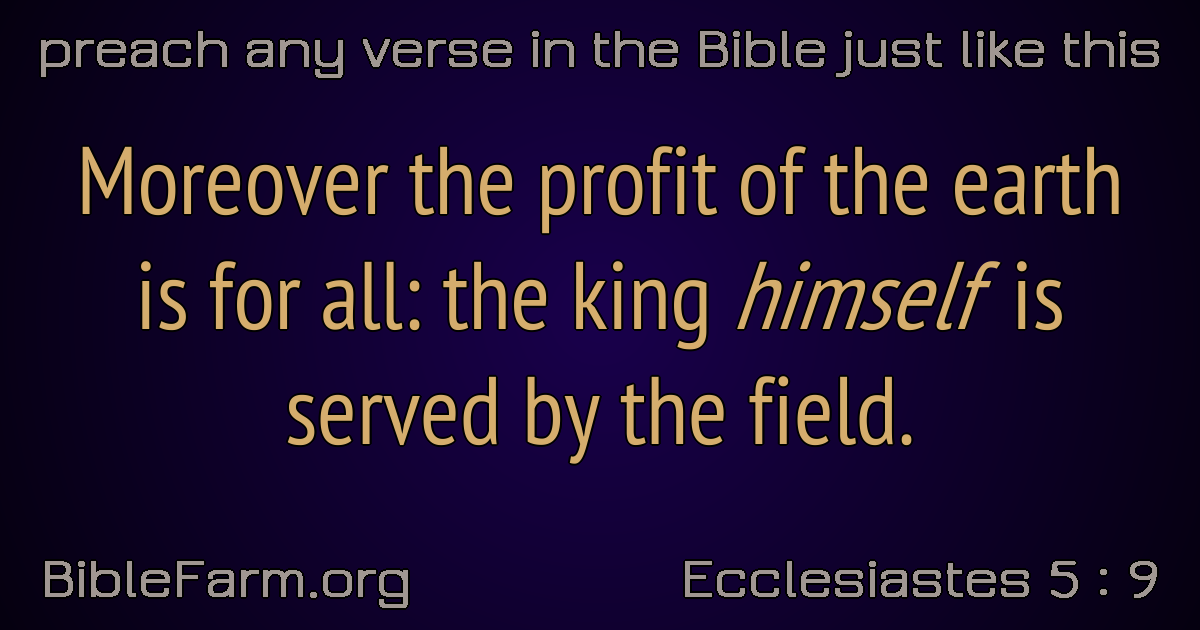 preach any verse in the Bible just like this
Moreover the profit of the earth
is for all: the king himself is
served by the field.
BibleFarm.org
Ecclesiastes 5 : 9